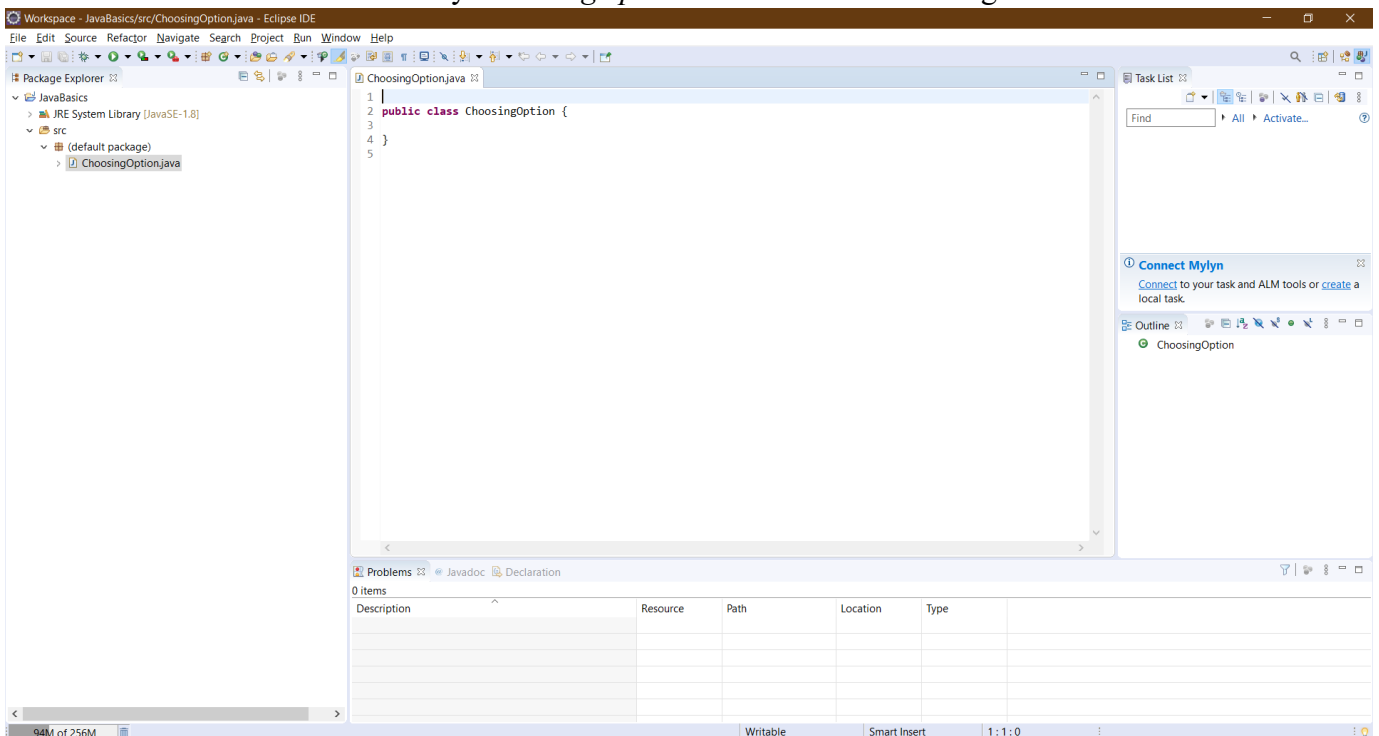 Workspace - JavaBasics/src/ChoosingOption.java - Eclipse IDE
File Edit Source Refactor Navigate Search Project Run Window Help
Package Explorer
JavaBasics
JRE System Library [JavaSE-1.8]
src
(default package)
ChoosingOption.java
ChoosingOption.java
1
2 public class ChoosingOption {
3
4 }
5
Task List
Find All Activate...
Connect Mylyn
Connect to your task and ALM tools or create a
local task.
Outline
ChoosingOption
Problems Javadoc Declaration
0 items
Description Resource Path Location Type
94M of 256M Writable Smart Insert 1 : 1 : 0